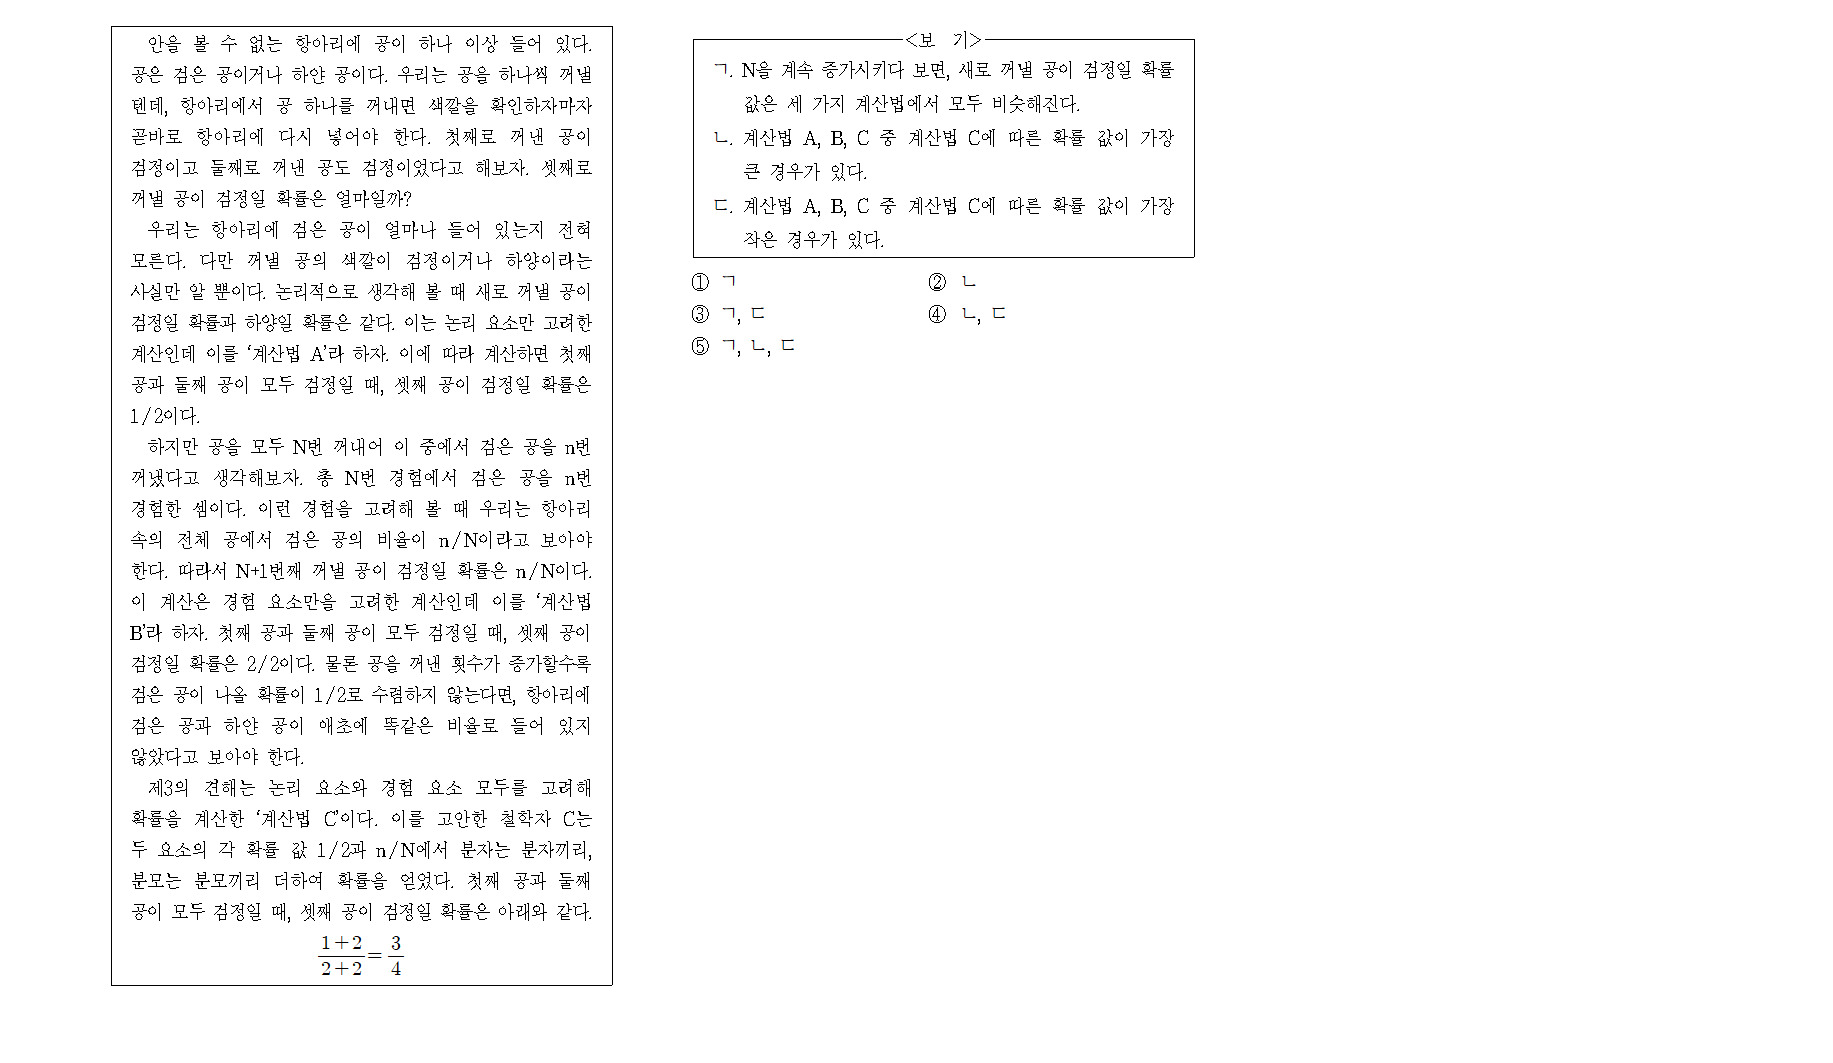 안을 볼 수 없는 항아리에 공이 하나 이상 들어 있다.
공은 검은 공이거나 하얀 공이다. 우리는 공을 하나씩 꺼낼
텐데, 항아리에서 공 하나를 꺼내면 색깔을 확인하자마자
곧바로 항아리에 다시 넣어야 한다. 첫째로 꺼낸 공이
검정이고 둘째로 꺼낸 공도 검정이었다고 해보자. 셋째로
꺼낼 공이 검정일 확률은 얼마일까?
우리는 항아리에 검은 공이 얼마나 들어 있는지 전혀
모른다. 다만 꺼낼 공의 색깔이 검정이거나 하양이라는
사실만 알 뿐이다. 논리적으로 생각해 볼 때 새로 꺼낼 공이
검정일 확률과 하양일 확률은 같다. 이는 논리 요소만 고려한
계산인데 이를 ‘계산법 A’라 하자. 이에 따라 계산하면 첫째
공과 둘째 공이 모두 검정일 때, 셋째 공이 검정일 확률은
1/2이다.
하지만 공을 모두 N번 꺼내어 이 중에서 검은 공을 n번
꺼냈다고 생각해보자. 총 N번 경험에서 검은 공을 n번
경험한 셈이다. 이런 경험을 고려해 볼 때 우리는 항아리
속의 전체 공에서 검은 공의 비율이 n/N이라고 보아야
한다. 따라서 N+1번째 꺼낼 공이 검정일 확률은 n/N이다.
이 계산은 경험 요소만을 고려한 계산인데 이를 ‘계산법
B’라 하자. 첫째 공과 둘째 공이 모두 검정일 때, 셋째 공이
검정일 확률은 2/2이다. 물론 공을 꺼낸 횟수가 증가할수록
검은 공이 나올 확률이 1/2로 수렴하지 않는다면, 항아리에
검은 공과 하얀 공이 애초에 똑같은 비율로 들어 있지
않았다고 보아야 한다.
제3의 견해는 논리 요소와 경험 요소 모두를 고려해
확률을 계산한 ‘계산법 C’이다. 이를 고안한 철학자 C는
두 요소의 각 확률 값 1/2과 n/N에서 분자는 분자끼리,
분모는 분모끼리 더하여 확률을 얻었다. 첫째 공과 둘째
공이 모두 검정일 때, 셋째 공이 검정일 확률은 아래와 같다.
1+2/2+2 = 3/4
<보 기>
ㄱ. N을 계속 증가시키다 보면, 새로 꺼낼 공이 검정일 확률
값은 세 가지 계산법에서 모두 비슷해진다.
ㄴ. 계산법 A, B, C 중 계산법 C에 따른 확률 값이 가장
큰 경우가 있다.
ㄷ. 계산법 A, B, C 중 계산법 C에 따른 확률 값이 가장
작은 경우가 있다.
① ㄱ ② ㄴ
③ ㄱ, ㄷ ④ ㄴ, ㄷ
⑤ ㄱ, ㄴ, ㄷ